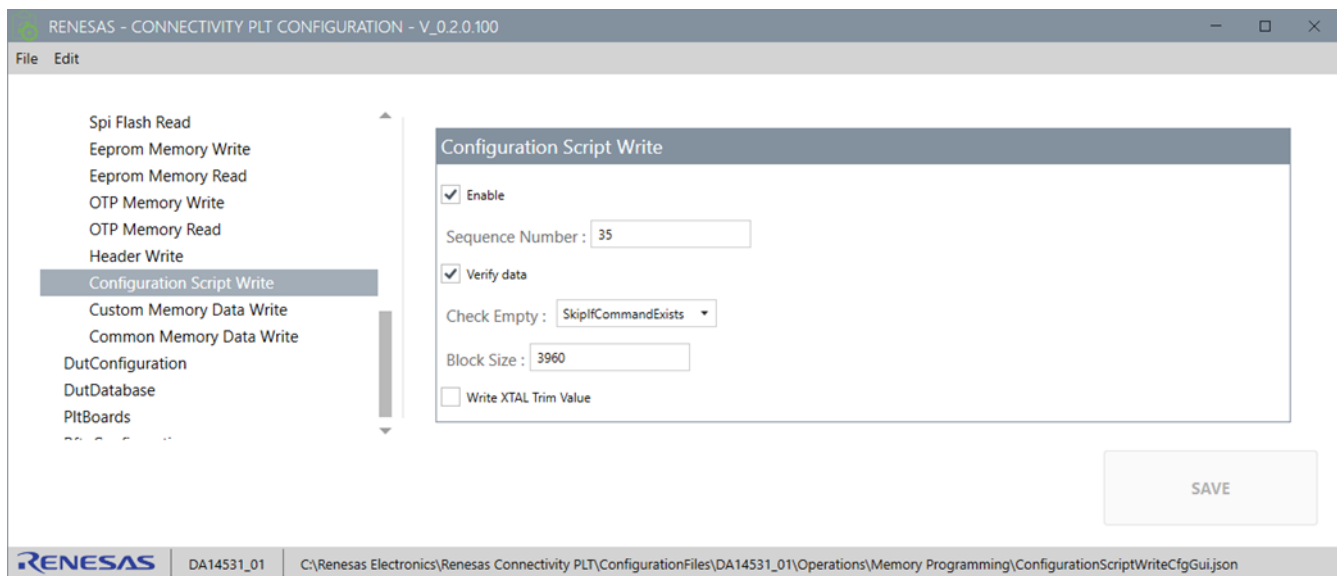 RENESAS - CONNECTIVITY PLT CONFIGURATION - V_0.2.0.100
File Edit
Spi Flash Read
Eeprom Memory Write
Eeprom Memory Read
OTP Memory Write
OTP Memory Read
Header Write
Configuration Script Write
Custom Memory Data Write
Common Memory Data Write
DutConfiguration
DutDatabase
PltBoards
Configuration Script Write
Enable
Sequence Number : 35
Verify data
Check Empty : SkipIfCommandExists
Block Size : 3960
Write XTAL Trim Value
SAVE
RENESAS DA14531_01 C:\Renesas Electronics\Renesas Connectivity PLT\ConfigurationFiles\DA14531_01\Operations\Memory Programming\ConfigurationScriptWriteCfgGui.json